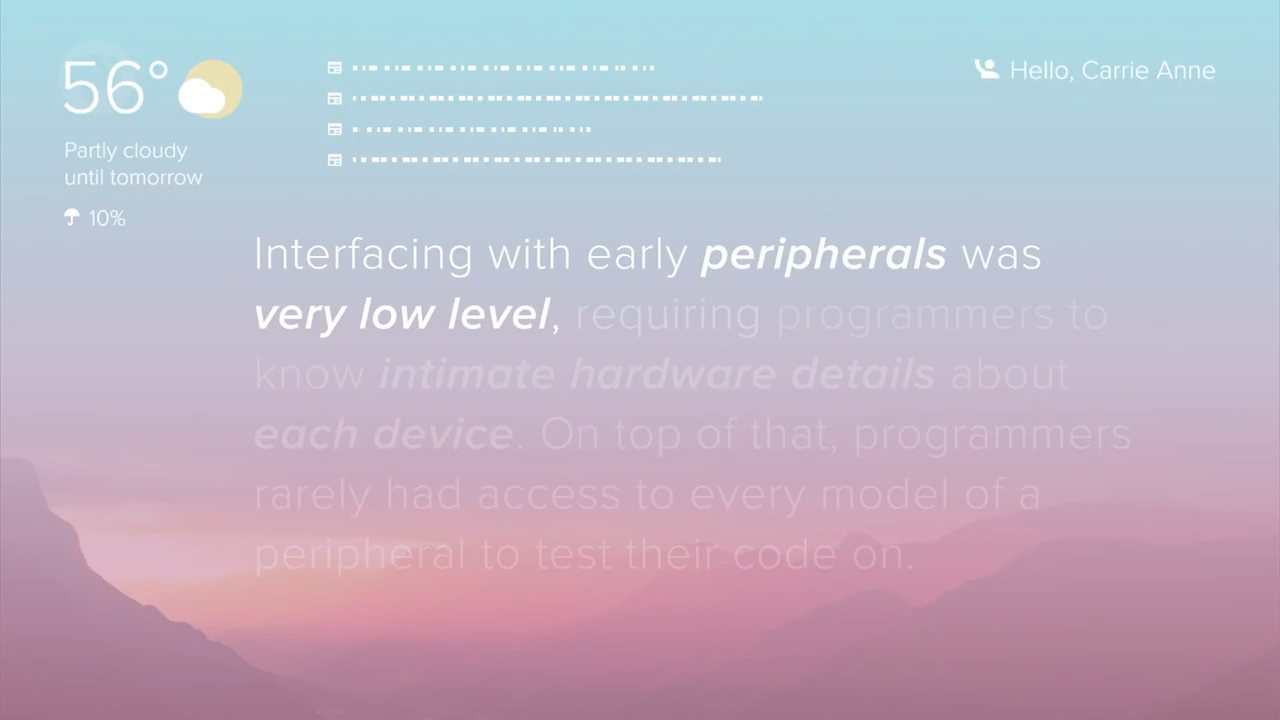 56°
Partly cloudy
until tomorrow
10%
Hello, Carrie Anne
Interfacing with early peripherals was
very low level, requiring programmers to
know intimate hardware details about
each device. On top of that, programmers
rarely had access to every model of a
peripheral to test their code on.